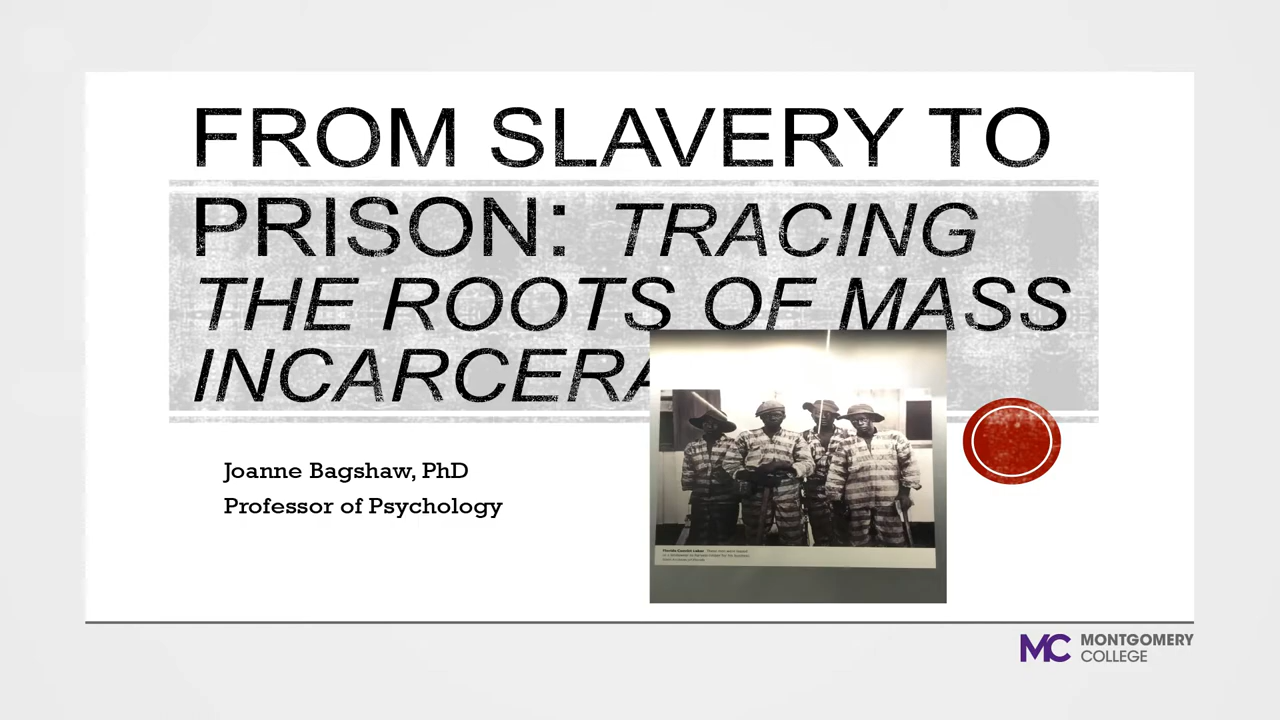 FROM SLAVERY TO
PRISON: TRACING
THE ROOTS OF MASS
INCARCERA
Joanne Bagshaw, PhD
Professor of Psychology
Florida Convict Labor
MC MONTGOMERY
COLLEGE